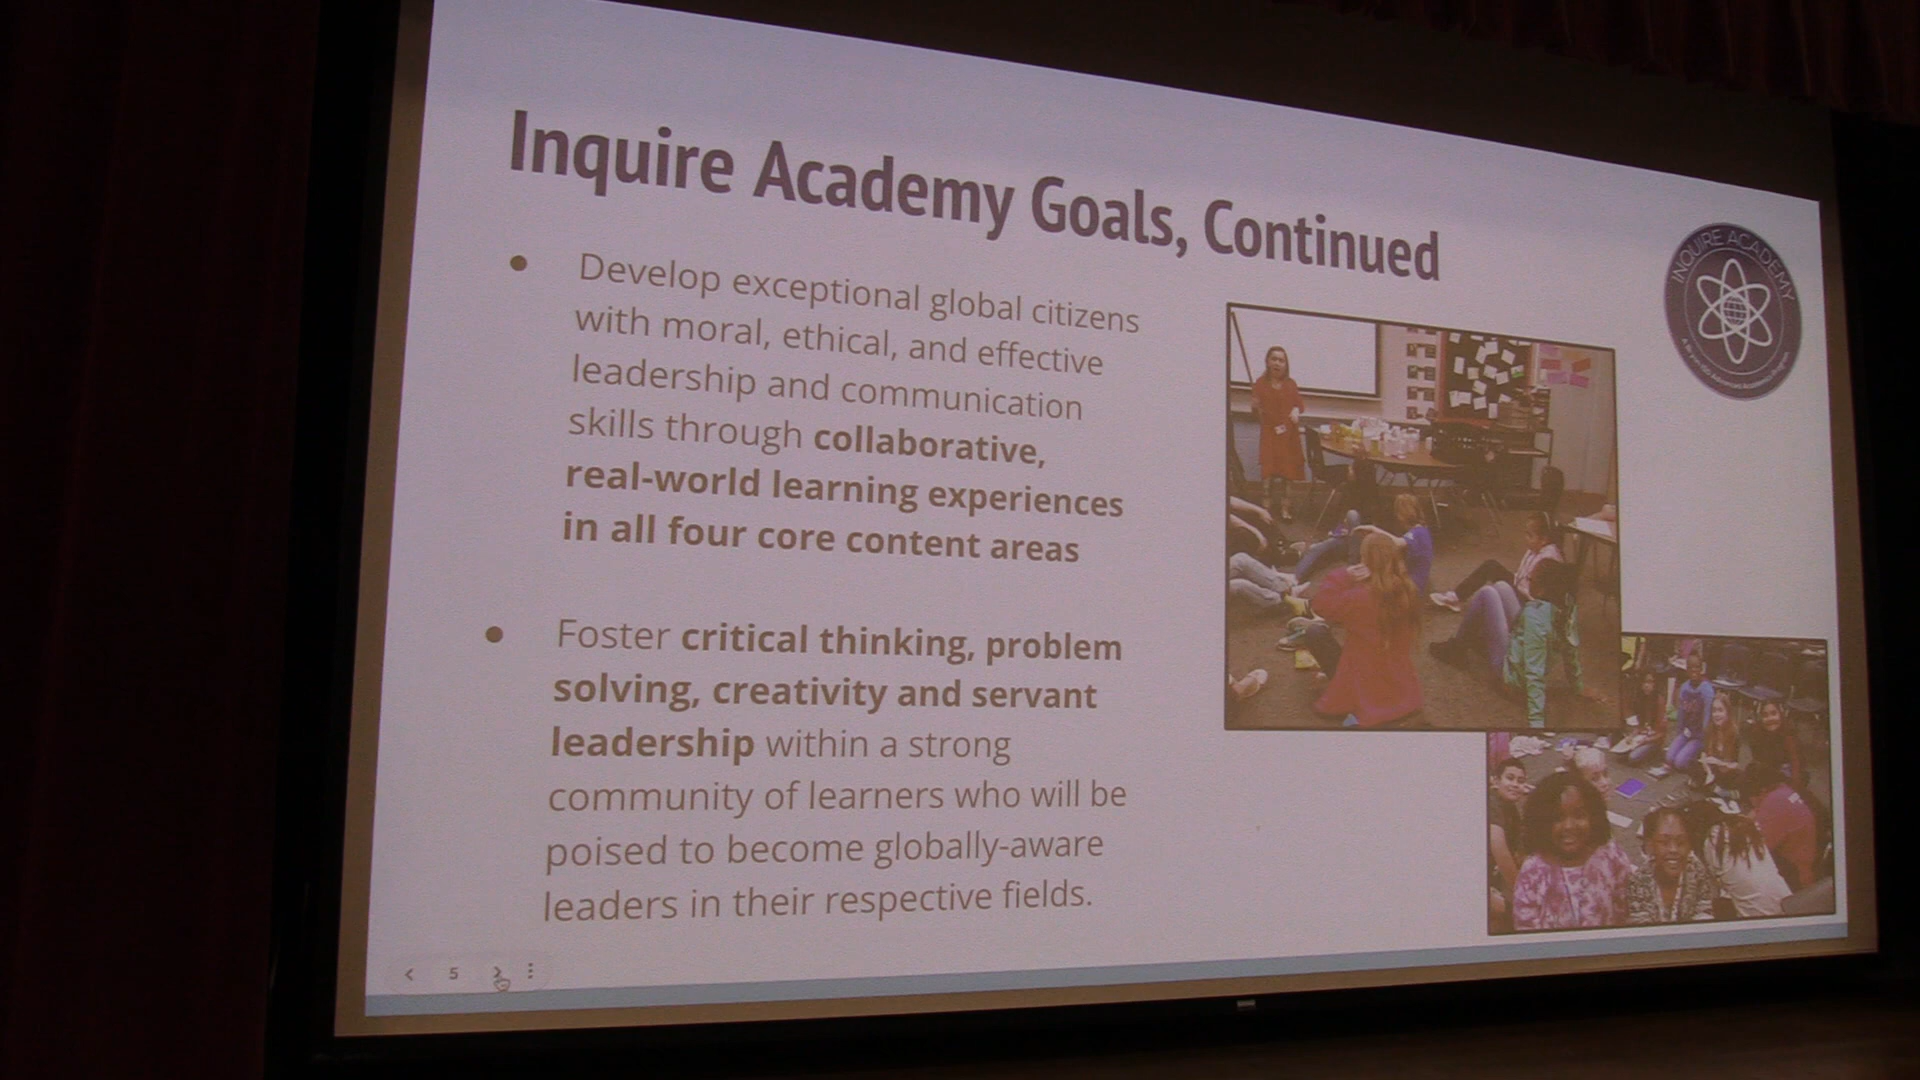 Inquire Academy Goals, Continued
INQUIRE ACADEMY
● Develop exceptional global citizens
with moral, ethical, and effective
leadership and communication
skills through collaborative,
real-world learning experiences
in all four core content areas
● Foster critical thinking, problem
solving, creativity and servant
leadership within a strong
community of learners who will be
poised to become globally-aware
leaders in their respective fields.
5